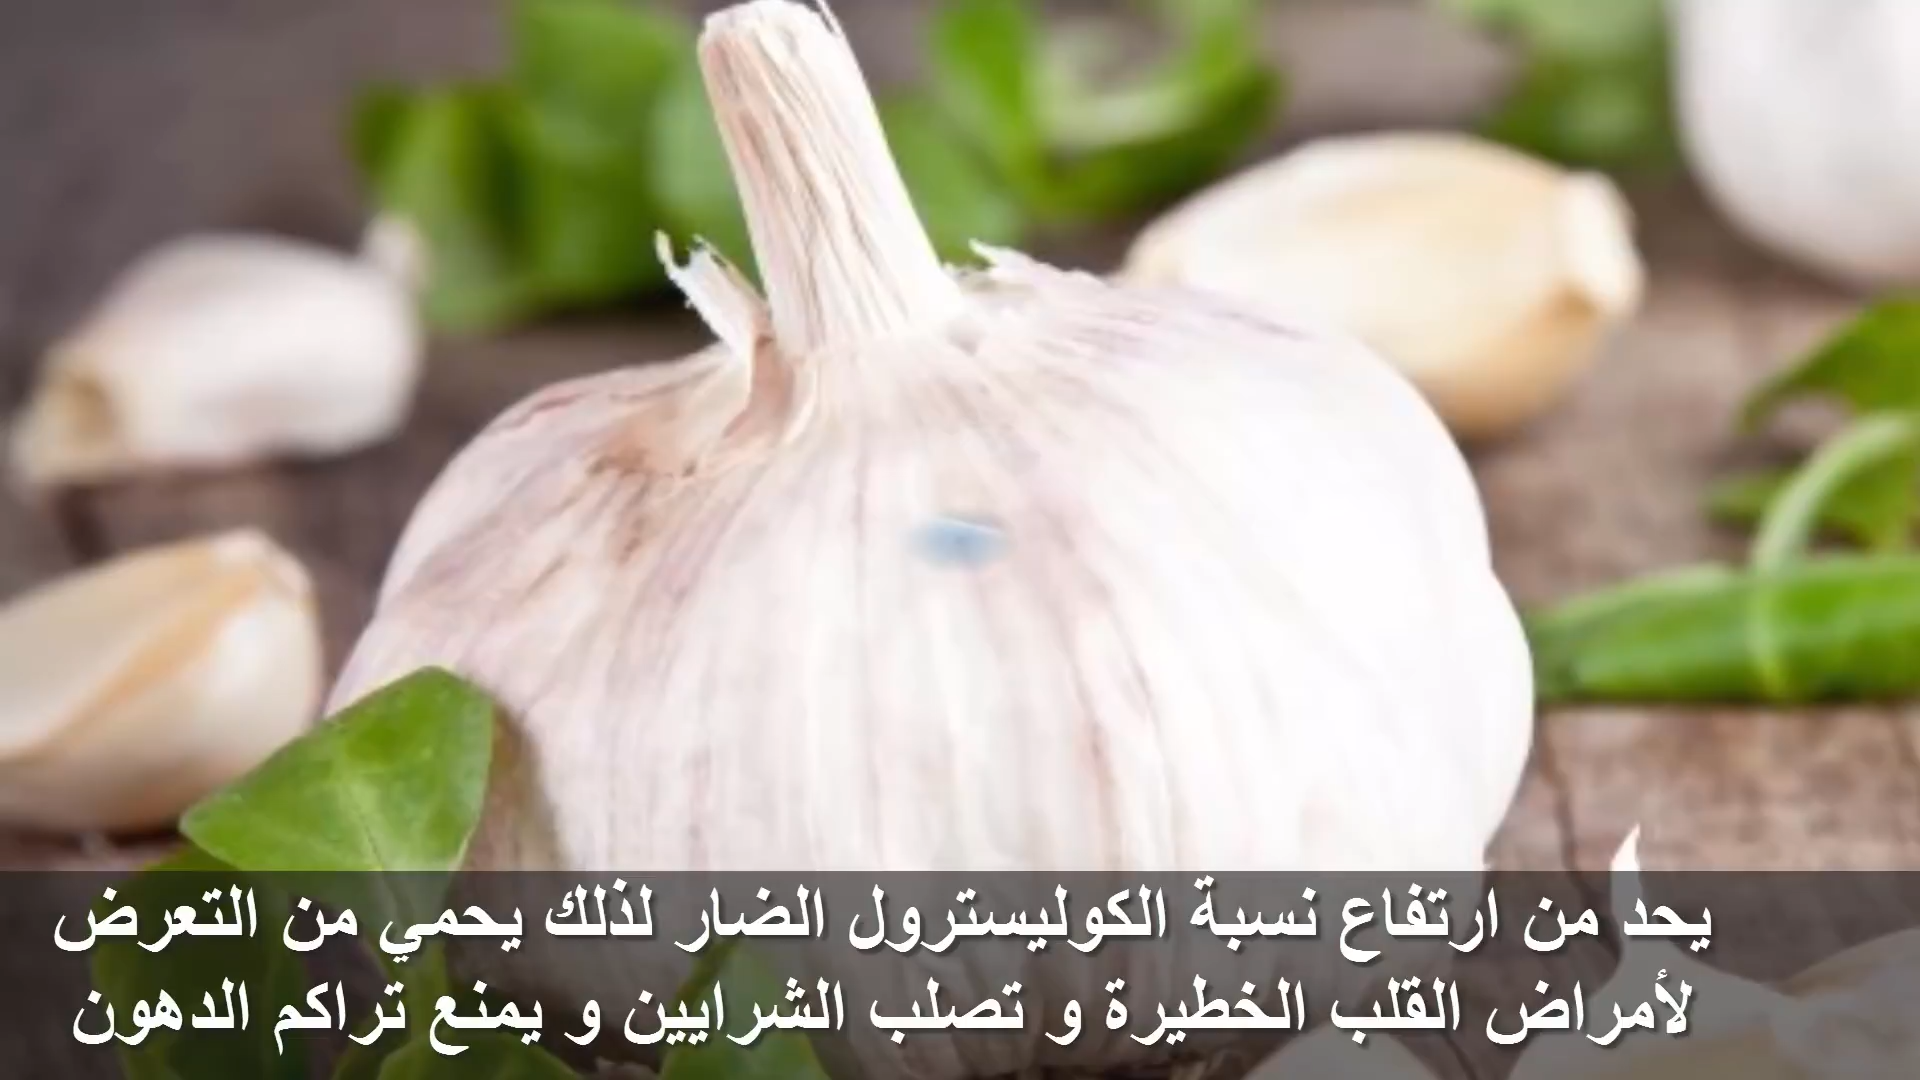 يحد من ارتفاع نسبة الكوليسترول الضار لذلك يحمي من التعرض
لأمراض القلب الخطيرة و تصلب الشرايين و يمنع تراكم الدهون